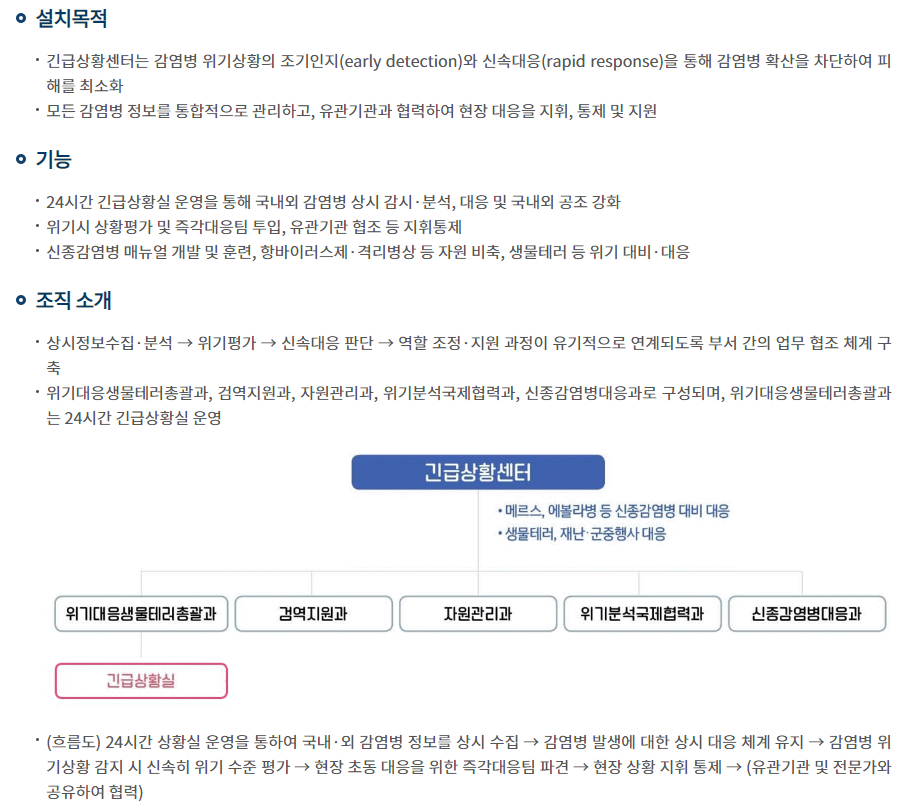 설치목적
· 긴급상황센터는 감염병 위기상황의 조기인지(early detection)와 신속대응(rapid response)을 통해 감염병 확산을 차단하여 피
해를 최소화
· 모든 감염병 정보를 통합적으로 관리하고, 유관기관과 협력하여 현장 대응을 지휘, 통제 및 지원
기능
· 24시간 긴급상황실 운영을 통해 국내외 감염병 상시 감시·분석, 대응 및 국내외 공조 강화
· 위기시 상황평가 및 즉각대응팀 투입, 유관기관 협조 등 지휘통제
· 신종감염병 매뉴얼 개발 및 훈련, 항바이러스제·격리병상 등 자원 비축, 생물테러 등 위기 대비·대응
조직 소개
· 상시정보수집·분석 → 위기평가 → 신속대응 판단 → 역할 조정·지원 과정이 유기적으로 연계되도록 부서 간의 업무 협조 체계 구
축
· 위기대응생물테러총괄과, 검역지원과, 자원관리과, 위기분석국제협력과, 신종감염병대응과로 구성되며, 위기대응생물테러총괄과
는 24시간 긴급상황실 운영
긴급상황센터
• 메르스, 에볼라병 등 신종감염병 대비 대응
• 생물테러, 재난·군중행사 대응
위기대응생물테러총괄과 검역지원과 자원관리과 위기분석국제협력과 신종감염병대응과
긴급상황실
· (흐름도) 24시간 상황실 운영을 통하여 국내·외 감염병 정보를 상시 수집 → 감염병 발생에 대한 상시 대응 체계 유지 → 감염병 위
기상황 감지 시 신속히 위기 수준 평가 → 현장 초동 대응을 위한 즉각대응팀 파견 → 현장 상황 지휘 통제 → (유관기관 및 전문가와
공유하여 협력)